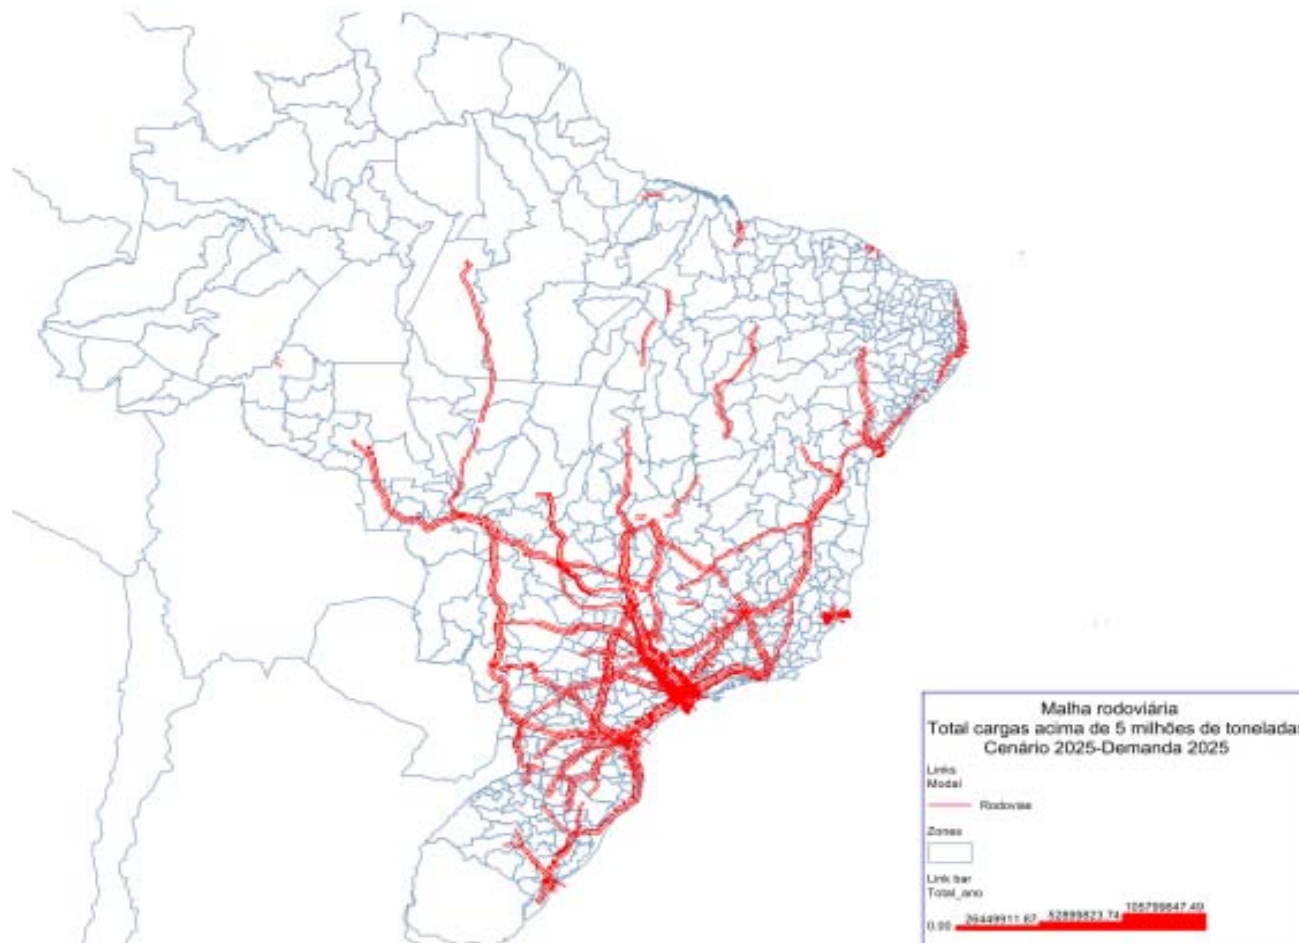 Malha rodoviária
Total cargas acima de 5 milhões de toneladas
Cenário 2025-Demanda 2025
Links
Modal
Rodovias
Zones
Link bar
Total_ano
0.00 26449911.87 52899823.74 105799647.49